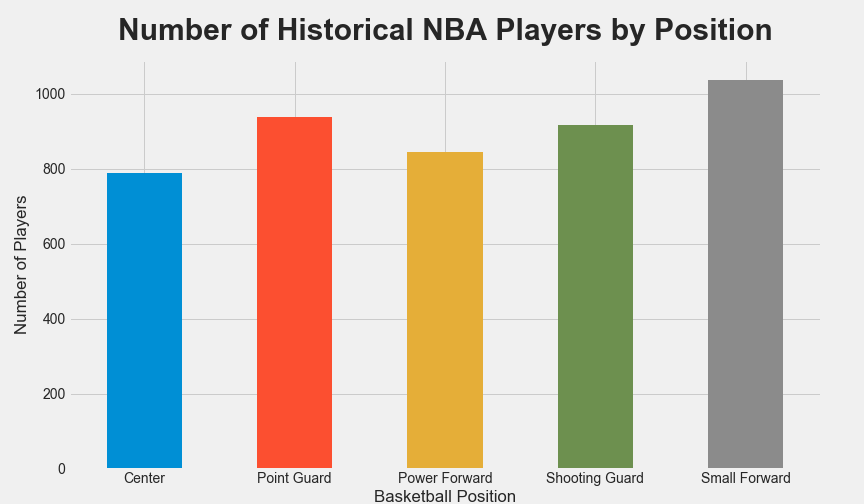 Number of Historical NBA Players by Position
Number of Players
1000
800
600
400
200
0
Center
Point Guard
Power Forward
Shooting Guard
Small Forward
Basketball Position